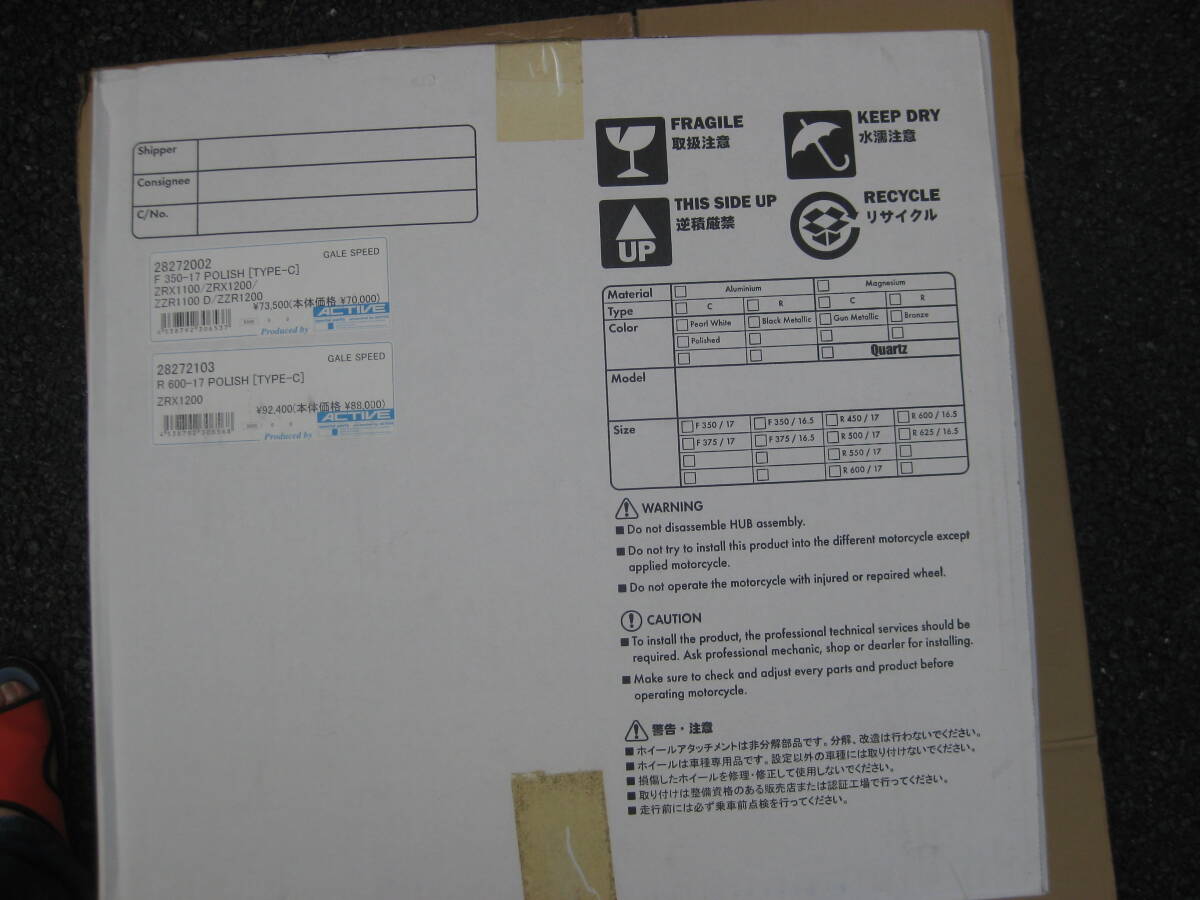 Shipper
Consignee
C/No.
28272002
GALE SPEED
F 350-17 POLISH [TYPE-C]
ZRX1100/ZRX1200/
ZZR1100 D/ZZR1200
¥73,500(本体価格 ¥70,000)
ACTIVE
Produced by
28272103
GALE SPEED
R 600-17 POLISH [TYPE-C]
ZRX1200
¥92,400(本体価格 ¥88,000)
ACTIVE
Produced by
FRAGILE
取扱注意
KEEP DRY
水濡注意
THIS SIDE UP
逆積厳禁
UP
RECYCLE
リサイクル
Material Aluminium Magnesium
Type C R C R
Color Pearl White Black Metallic Gun Metallic Bronze
Polished
Quartz
Model
Size F 350 / 17 F 350 / 16.5 R 450 / 17 R 600 / 16.5
F 375 / 17 F 375 / 16.5 R 500 / 17 R 625 / 16.5
R 550 / 17
R 600 / 17
WARNING
■ Do not disassemble HUB assembly.
■ Do not try to install this product into the different motorcycle except
applied motorcycle.
■ Do not operate the motorcycle with injured or repaired wheel.
CAUTION
■ To install the product, the professional technical services should be
required. Ask professional mechanic, shop or dearler for installing.
■ Make sure to check and adjust every parts and product before
operating motorcycle.
警告・注意
■ ホイールアタッチメントは非分解部品です。分解、改造は行わないでください。
■ ホイールは車種専用品です。設定以外の車種には取り付けないでください。
■ 損傷したホイールを修理・修正して使用しないでください。
■ 取り付けは整備資格のある販売店または認証工場で行ってください。
■ 走行前には必ず乗車前点検を行ってください。